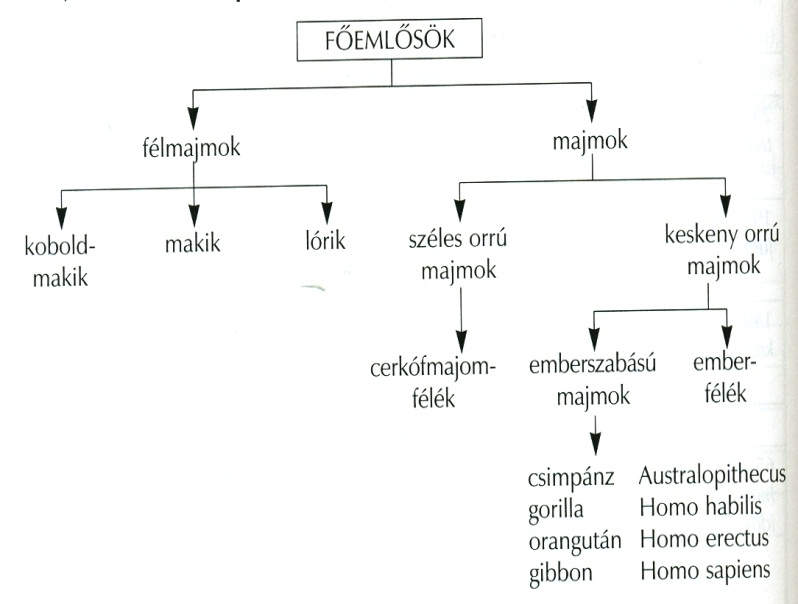 FŐEMLŐSÖK
félmajmok
majmok
kobold-
makik
makik
lórik
széles orrú
majmok
keskeny orrú
majmok
cerkófmajom-
félék
emberszabású
majmok
ember-
félék
csimpánz
gorilla
orangután
gibbon
Australopithecus
Homo habilis
Homo erectus
Homo sapiens